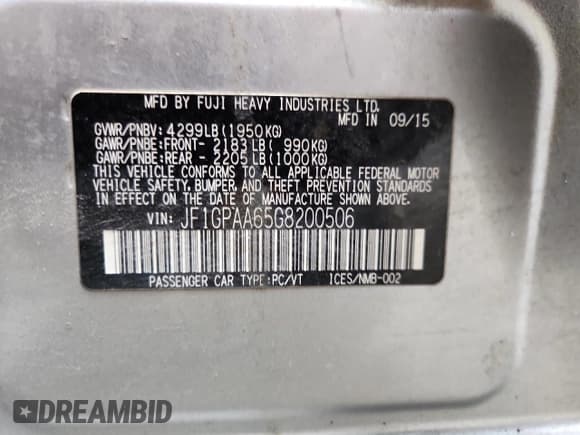 MFD BY FUJI HEAVY INDUSTRIES LTD.
MFD IN 09/15
GVWR/PNBV: 4299LB(1950KG)
GAWR/PNBE:FRONT- 2183LB( 990KG)
GAWR/PNBE:REAR - 2205LB(1000KG)
THIS VEHICLE CONFORMS TO ALL APPLICABLE FEDERAL MOTOR
VEHICLE SAFETY, BUMPER, AND THEFT PREVENTION STANDARDS
IN EFFECT ON THE DATE OF MANUFACTURE SHOWN ABOVE.
VIN: JF1GPAA65G8200506
PASSENGER CAR TYPE:PC/VT ICES/NMB-002
DREAMBID